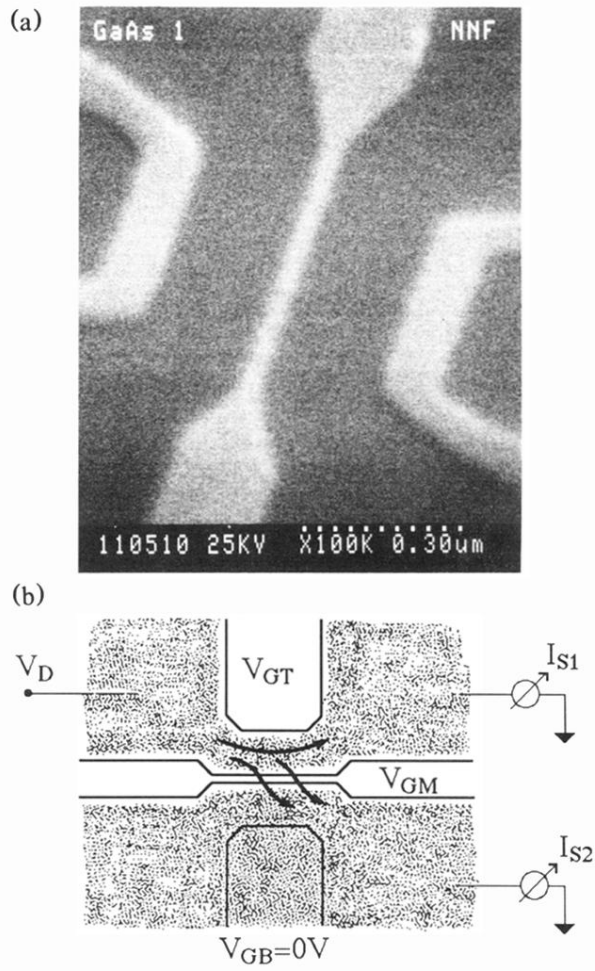 (a)
GaAs 1 NNF
110510 25KV X100K 0.30um
(b)
V_D
V_GT
I_S1
V_GM
I_S2
V_GB=0V